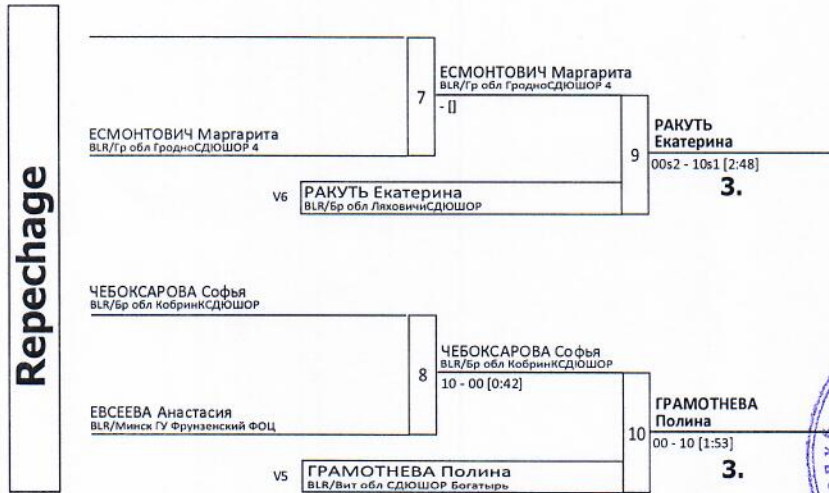 Repechage
7
ЕСМОНТОВИЧ Маргарита
BLR/Гр обл ГродноСДЮШОР 4
- []
ЕСМОНТОВИЧ Маргарита
BLR/Гр обл ГродноСДЮШОР 4
9
РАКУТЬ
Екатерина
00s2 - 10s1 [2:48]
3.
V6
РАКУТЬ Екатерина
BLR/Бр обл ЛяховичиСДЮШОР
ЧЕБОКСАРОВА Софья
BLR/Бр обл КобринКСДЮШОР
8
ЧЕБОКСАРОВА Софья
BLR/Бр обл КобринКСДЮШОР
10 - 00 [0:42]
ЕВСЕЕВА Анастасия
BLR/Минск ГУ Фрунзенский ФОЦ
10
ГРАМОТНЕВА
Полина
00 - 10 [1:53]
3.
V5
ГРАМОТНЕВА Полина
BLR/Вит обл СДЮШОР Богатырь